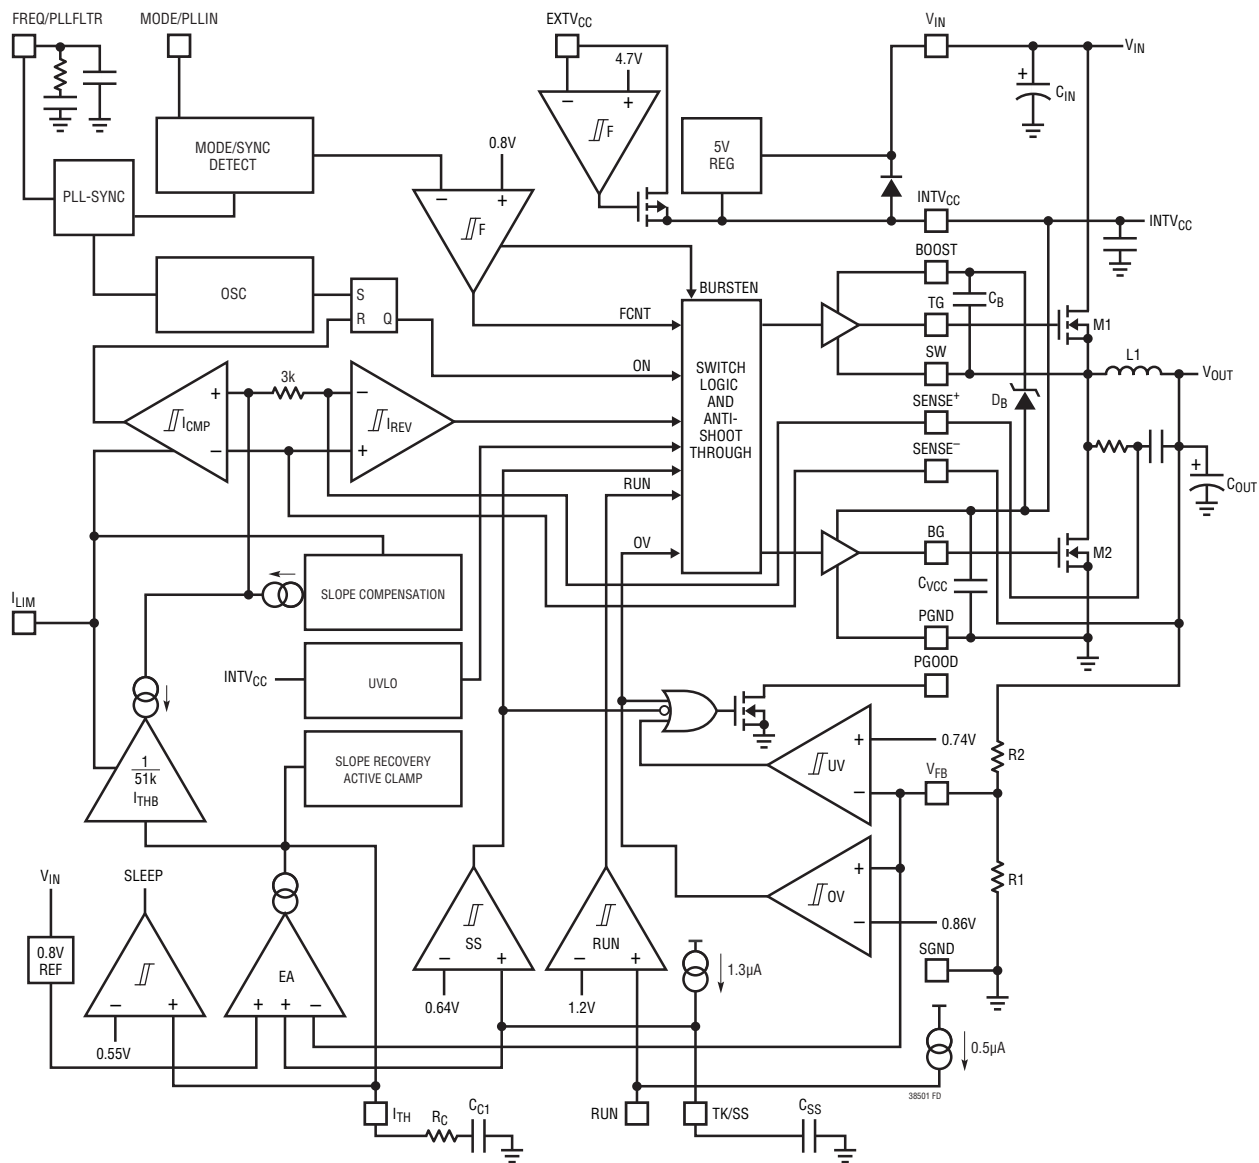 FREQ/PLLFLTR
MODE/PLLIN
EXTVCC
VIN
VIN
4.7V
+
CIN
−
+
F
MODE/SYNC
DETECT
0.8V
5V
REG
PLL-SYNC
−
+
F
INTVCC
INTVCC
BOOST
OSC
S
R
Q
BURSTEN
CB
TG
M1
FCNT
SWITCH
LOGIC
AND
ANTI-
SHOOT
THROUGH
ON
SW
L1
VOUT
3k
+
−
ICMP
−
+
IREV
SENSE+
DB
SENSE−
+
COUT
RUN
OV
BG
M2
CVCC
SLOPE COMPENSATION
ILIM
PGND
INTVCC
UVLO
PGOOD
SLOPE RECOVERY
ACTIVE CLAMP
1
51k
ITHB
+
0.74V
UV
−
VFB
R2
+
OV
−
0.86V
R1
VIN
SLEEP
0.8V
REF
−
+
0.55V
EA
+
+
−
SS
−
+
0.64V
RUN
−
+
1.2V
1.3µA
SGND
0.5µA
38501 FD
ITH
RC
CC1
RUN
TK/SS
CSS